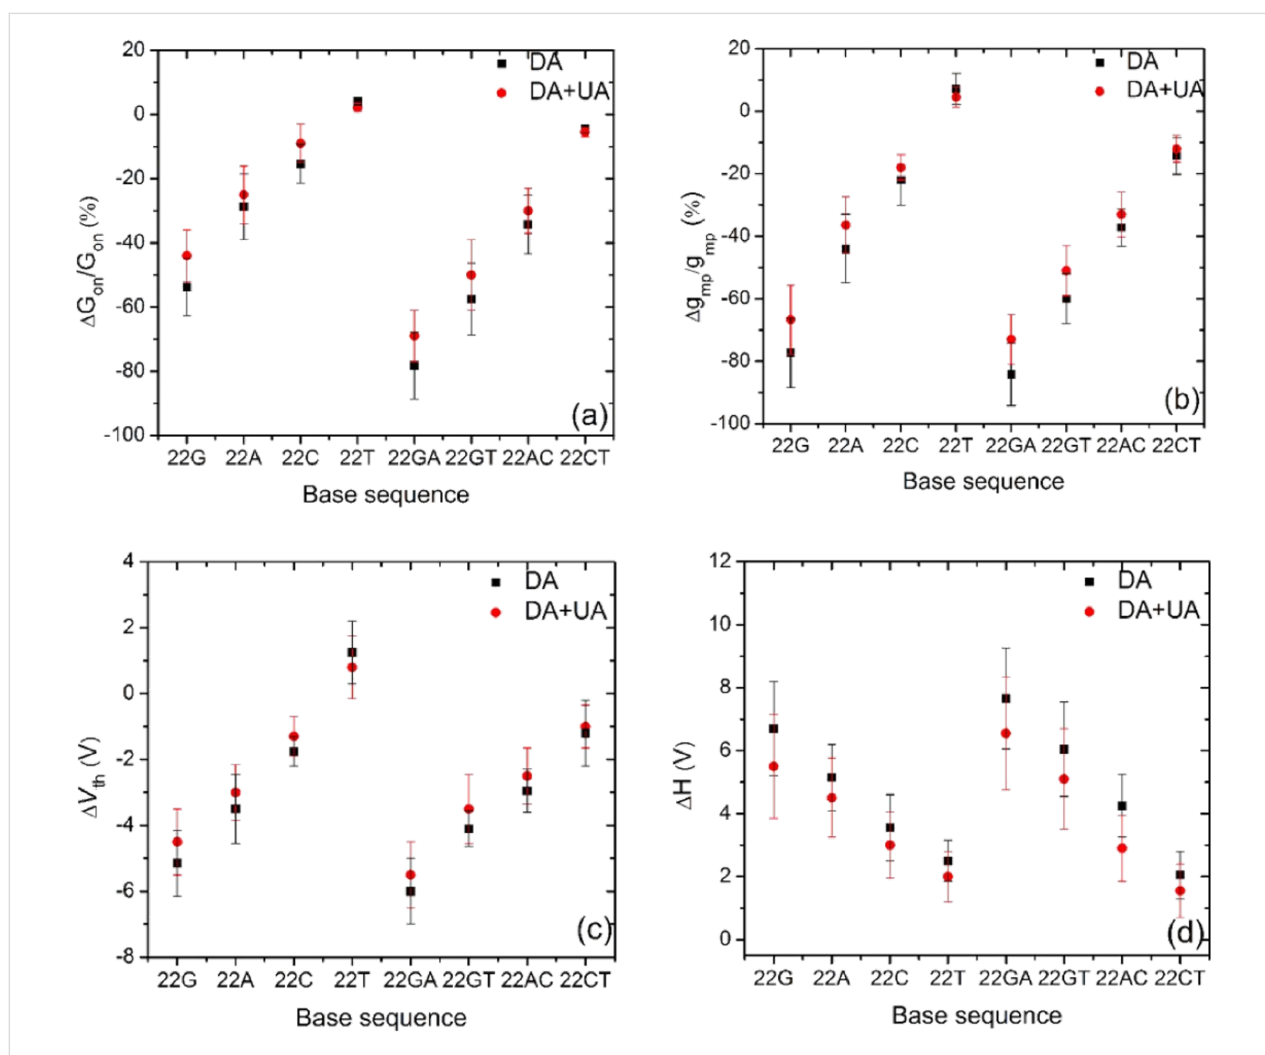 20
0
-20
-40
-60
-80
-100
ΔG_on/G_on (%)
DA
DA+UA
(a)
22G 22A 22C 22T 22GA 22GT 22AC 22CT
Base sequence
20
0
-20
-40
-60
-80
-100
Δg_mp/g_mp (%)
DA
DA+UA
(b)
22G 22A 22C 22T 22GA 22GT 22AC 22CT
Base sequence
4
2
0
-2
-4
-6
-8
ΔV_th (V)
DA
DA+UA
(c)
22G 22A 22C 22T 22GA 22GT 22AC 22CT
Base sequence
12
10
8
6
4
2
0
ΔH (V)
DA
DA+UA
(d)
22G 22A 22C 22T 22GA 22GT 22AC 22CT
Base sequence